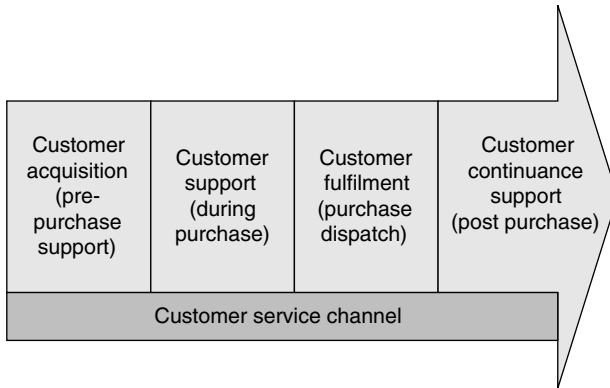 Customer
acquisition
(pre-
purchase
support)
Customer
support
(during
purchase)
Customer
fulfilment
(purchase
dispatch)
Customer
continuance
support
(post purchase)
Customer service channel